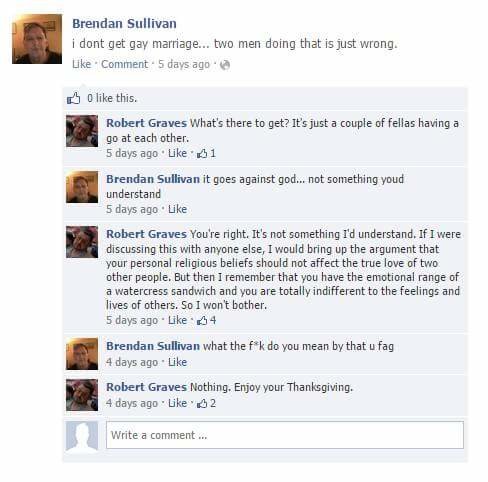 Brendan Sullivan
i dont get gay marriage... two men doing that is just wrong.
Like · Comment · 5 days ago ·
0 like this.
Robert Graves What's there to get? It's just a couple of fellas having a
go at each other.
5 days ago · Like · 1
Brendan Sullivan it goes against god... not something youd
understand
5 days ago · Like
Robert Graves You're right. It's not something I'd understand. If I were
discussing this with anyone else, I would bring up the argument that
your personal religious beliefs should not affect the true love of two
other people. But then I remember that you have the emotional range of
a watercress sandwich and you are totally indifferent to the feelings and
lives of others. So I won't bother.
5 days ago · Like · 4
Brendan Sullivan what the f*k do you mean by that u fag
4 days ago · Like
Robert Graves Nothing. Enjoy your Thanksgiving.
4 days ago · Like · 2
Write a comment ...